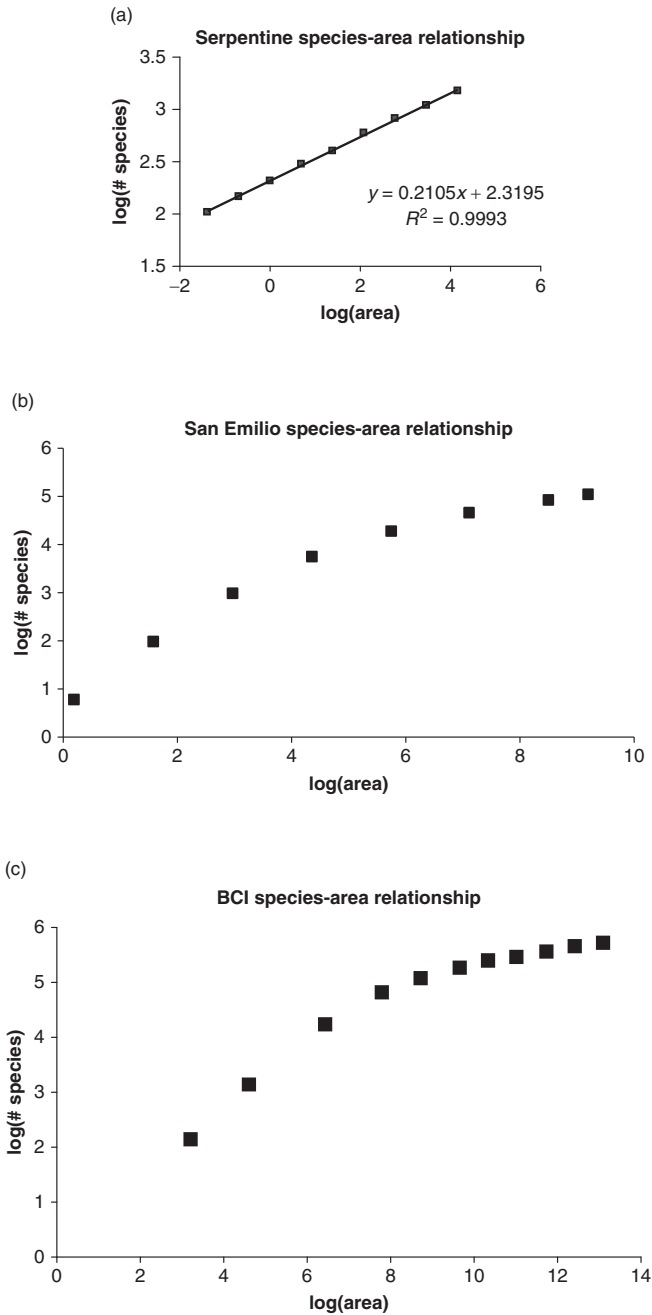 (a)
Serpentine species-area relationship
3.5
3
2.5
2
1.5
log(# species)
y = 0.2105x + 2.3195
R² = 0.9993
−2 0 2 4 6
log(area)
(b)
San Emilio species-area relationship
6
5
4
3
2
1
0
log(# species)
0 2 4 6 8 10
log(area)
(c)
BCI species-area relationship
6
5
4
3
2
1
0
log(# species)
0 2 4 6 8 10 12 14
log(area)